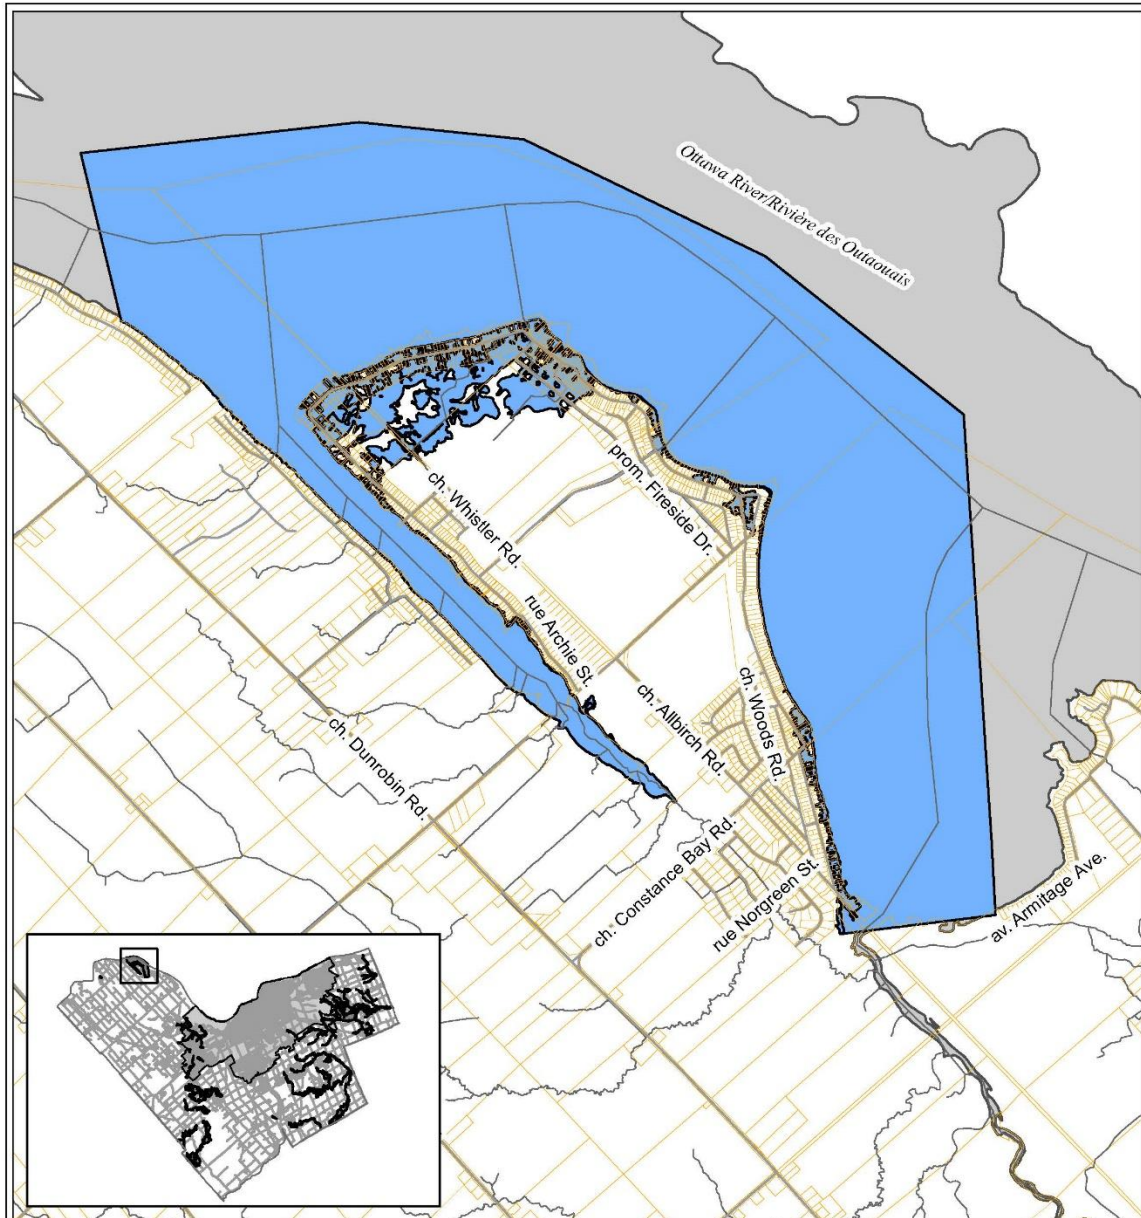 Ottawa River/Rivière des Outaouais
prom. Fireside Dr.
ch. Whistler Rd.
rue Archie St.
ch. Allbirch Rd.
ch. Woods Rd.
ch. Dunrobin Rd.
ch. Constance Bay Rd.
rue Norgreen St.
av. Armitage Ave.